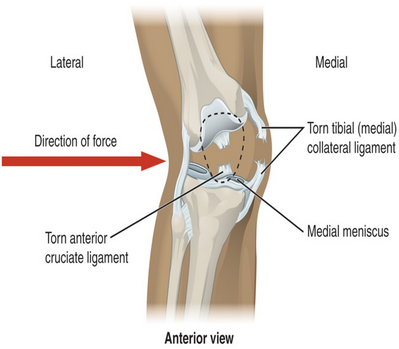 Lateral
Medial
Direction of force
Torn tibial (medial)
collateral ligament
Torn anterior
cruciate ligament
Medial meniscus
Anterior view